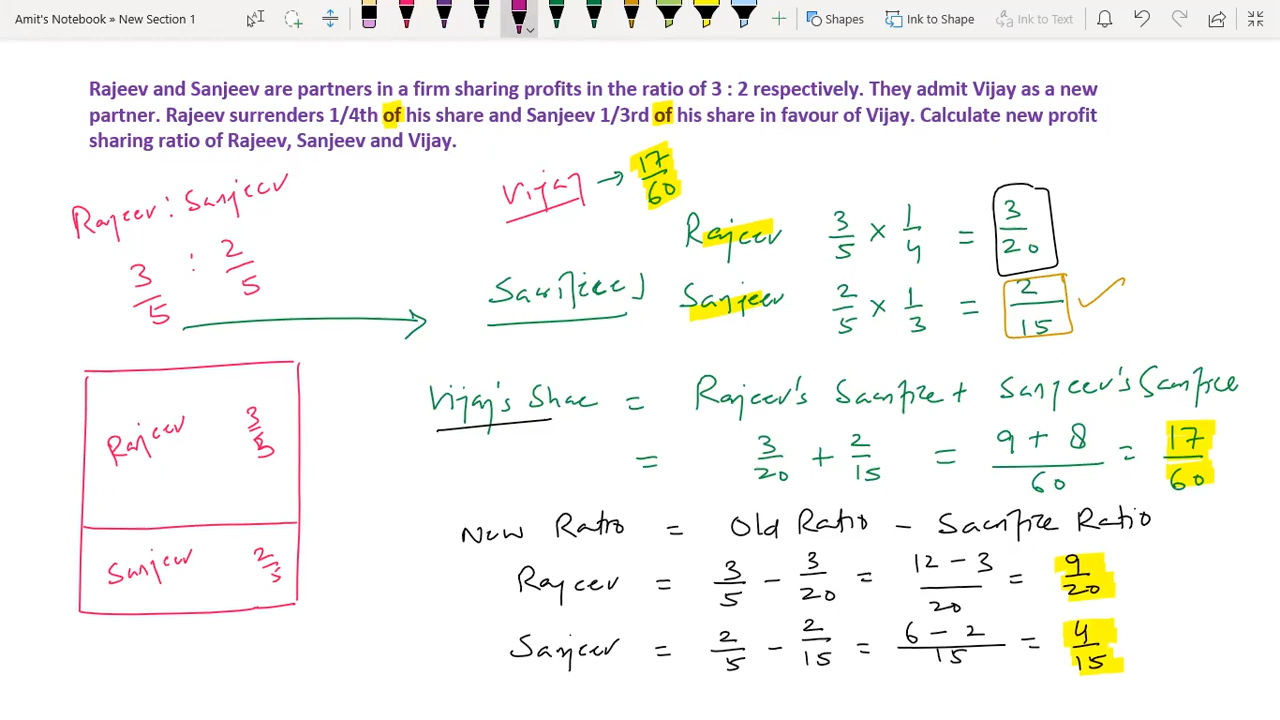 Amit's Notebook » New Section 1
Shapes
Ink to Shape
Ink to Text
Rajeev and Sanjeev are partners in a firm sharing profits in the ratio of 3 : 2 respectively. They admit Vijay as a new
partner. Rajeev surrenders 1/4th of his share and Sanjeev 1/3rd of his share in favour of Vijay. Calculate new profit
sharing ratio of Rajeev, Sanjeev and Vijay.
Rajeev : Sanjeev
3/5 : 2/5
Vijay → 17/60
Rajeev 3/5 × 1/4 = 3/20
Sacrificed Sanjeev 2/5 × 1/3 = 2/15 ✓
Rajeev 3/5
Sanjeev 2/5
Vijay's Share = Rajeev's Sacrifice + Sanjeev's Sacrifice
= 3/20 + 2/15 = 9 + 8/60 = 17/60
New Ratio = Old Ratio - Sacrifice Ratio
Rajeev = 3/5 - 3/20 = 12 - 3/20 = 9/20
Sanjeev = 2/5 - 2/15 = 6 - 2/15 = 4/15